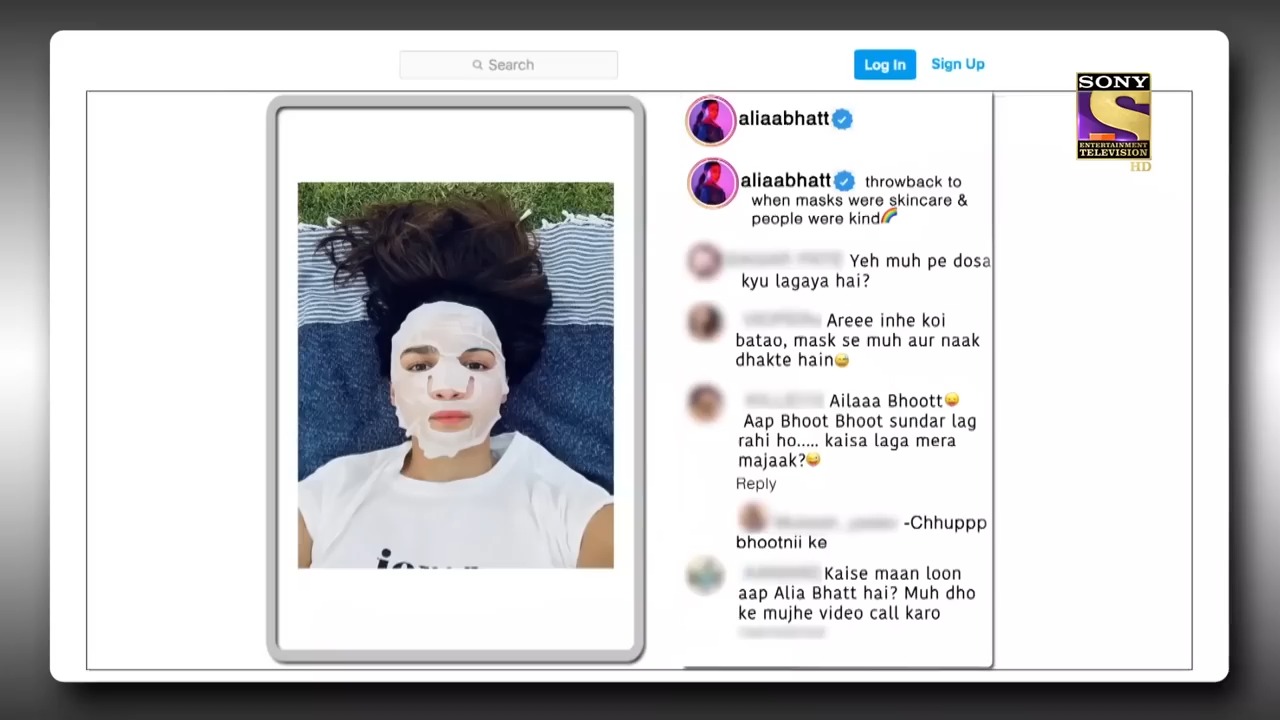 Search
Log In
Sign Up
SONY
ENTERTAINMENT
TELEVISION
HD
aliaabhatt
aliaabhatt throwback to
when masks were skincare &
people were kind🌈
Yeh muh pe dosa
kyu lagaya hai?
Areee inhe koi
batao, mask se muh aur naak
dhakte hain😅
Ailaaa Bhoott😛
Aap Bhoot Bhoot sundar lag
rahi ho..... kaisa laga mera
majaak?😜
Reply
-Chhuppp
bhootnii ke
Kaise maan loon
aap Alia Bhatt hai? Muh dho
ke mujhe video call karo